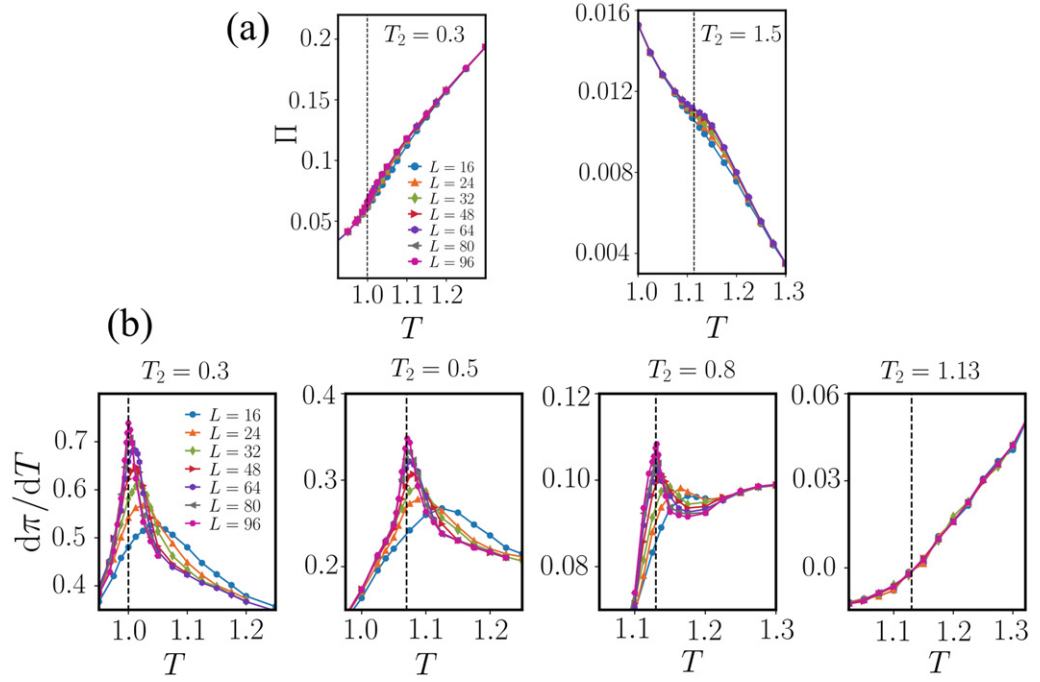 (a)
T₂ = 0.3
T₂ = 1.5
Π
0.2
0.15
0.1
0.05
L = 16
L = 24
L = 32
L = 48
L = 64
L = 80
L = 96
1.0 1.1 1.2
T
0.016
0.012
0.008
0.004
1.0 1.1 1.2 1.3
T
(b)
T₂ = 0.3
T₂ = 0.5
T₂ = 0.8
T₂ = 1.13
dπ/dT
0.7
0.6
0.5
0.4
L = 16
L = 24
L = 32
L = 48
L = 64
L = 80
L = 96
1.0 1.1 1.2
T
0.4
0.3
0.2
1.0 1.1 1.2
T
0.12
0.10
0.08
1.1 1.2 1.3
T
0.06
0.03
0.0
1.1 1.2 1.3
T